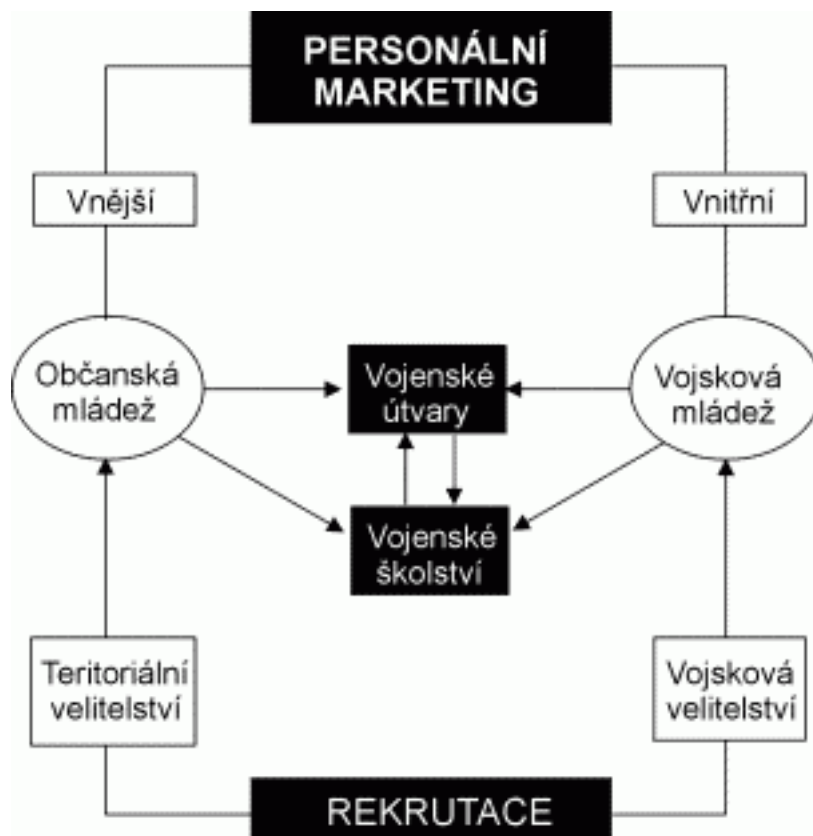 PERSONÁLNÍ
MARKETING
Vnější
Vnitřní
Občanská
mládež
Vojenské
útvary
Vojsková
mládež
Vojenské
školství
Teritoriální
velitelství
Vojsková
velitelství
REKRUTACE